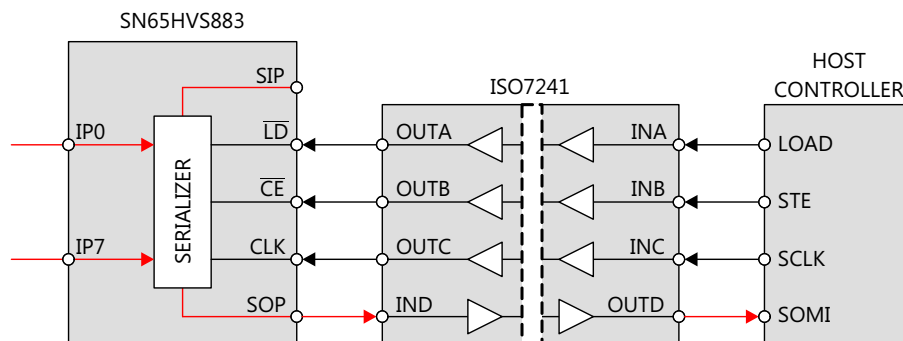 SN65HVS883
HOST
CONTROLLER
ISO7241
SIP
IP0
LD
OUTA
INA
LOAD
CE
OUTB
INB
STE
SERIALIZER
IP7
CLK
OUTC
INC
SCLK
SOP
IND
OUTD
SOMI